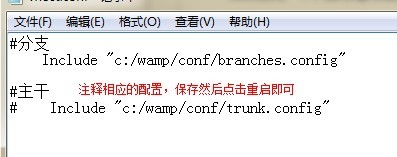 文件(F) 编辑(E) 格式(O) 查看(V) 帮助(H)
#分支
Include "c:/wamp/conf/branches.config"
#主干 注释相应的配置，保存然后点击重启即可
# Include "c:/wamp/conf/trunk.config"